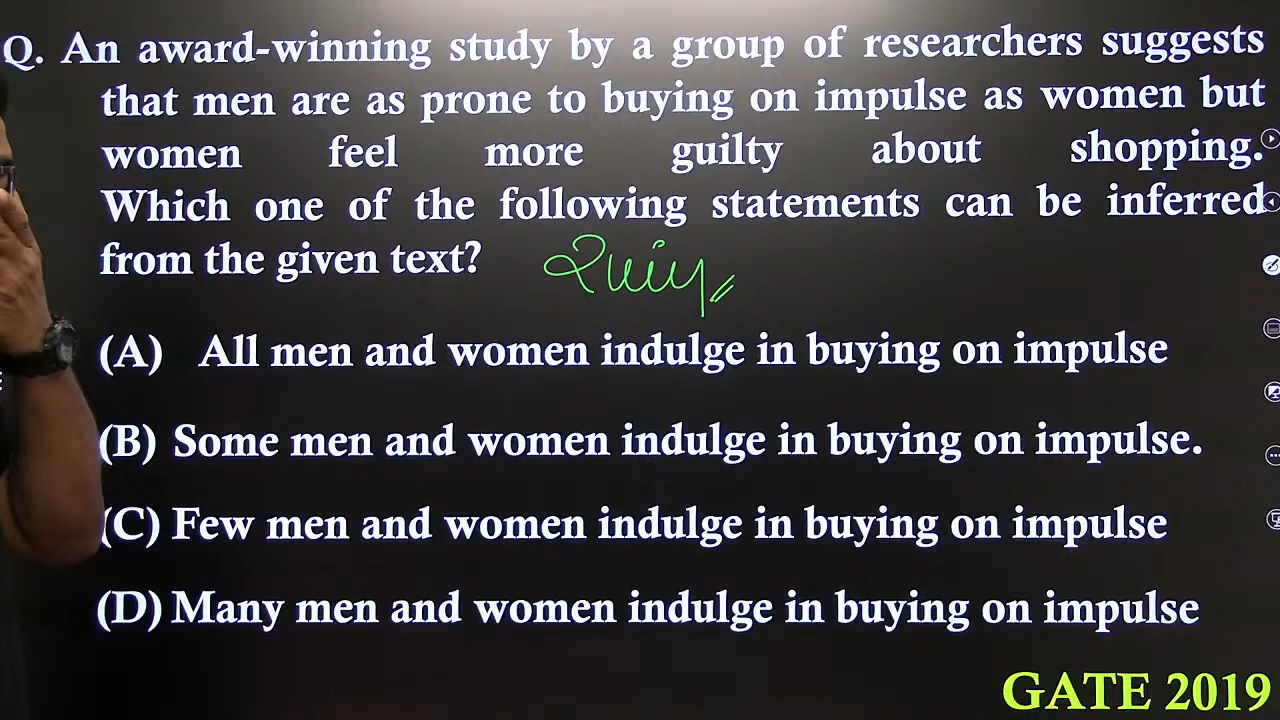 Q. An award-winning study by a group of researchers suggests
that men are as prone to buying on impulse as women but
women feel more guilty about shopping.
Which one of the following statements can be inferred
from the given text?
(A) All men and women indulge in buying on impulse
(B) Some men and women indulge in buying on impulse.
(C) Few men and women indulge in buying on impulse
(D) Many men and women indulge in buying on impulse
GATE 2019